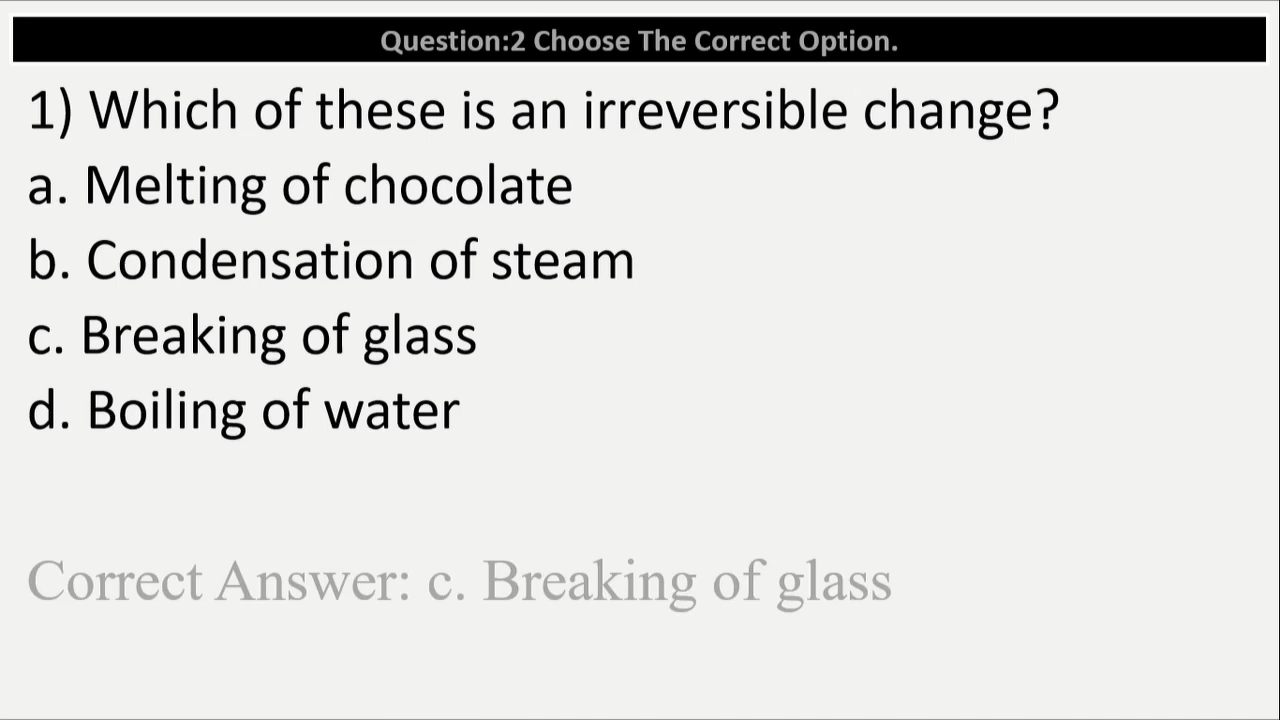 Question:2 Choose The Correct Option.
1) Which of these is an irreversible change?
a. Melting of chocolate
b. Condensation of steam
c. Breaking of glass
d. Boiling of water
Correct Answer: c. Breaking of glass